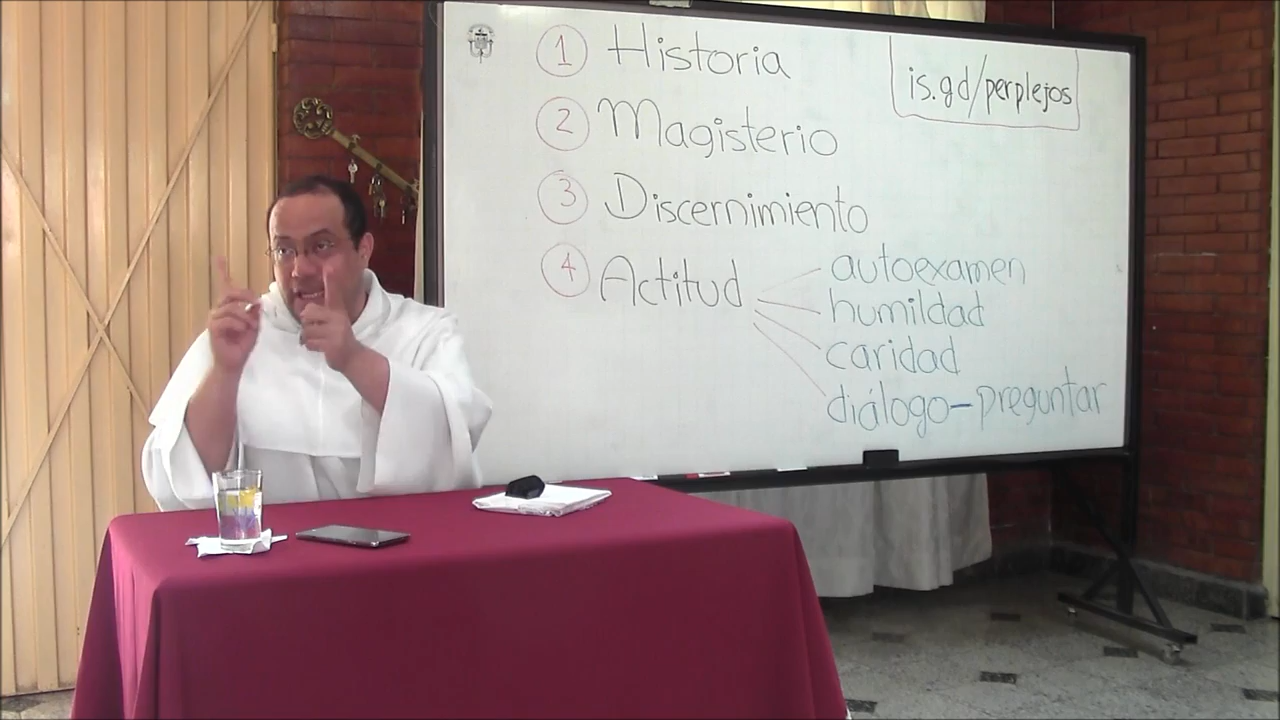 1 Historia
is.gd/perplejos
2 Magisterio
3 Discernimiento
4 Actitud
autoexamen
humildad
caridad
diálogo-preguntar